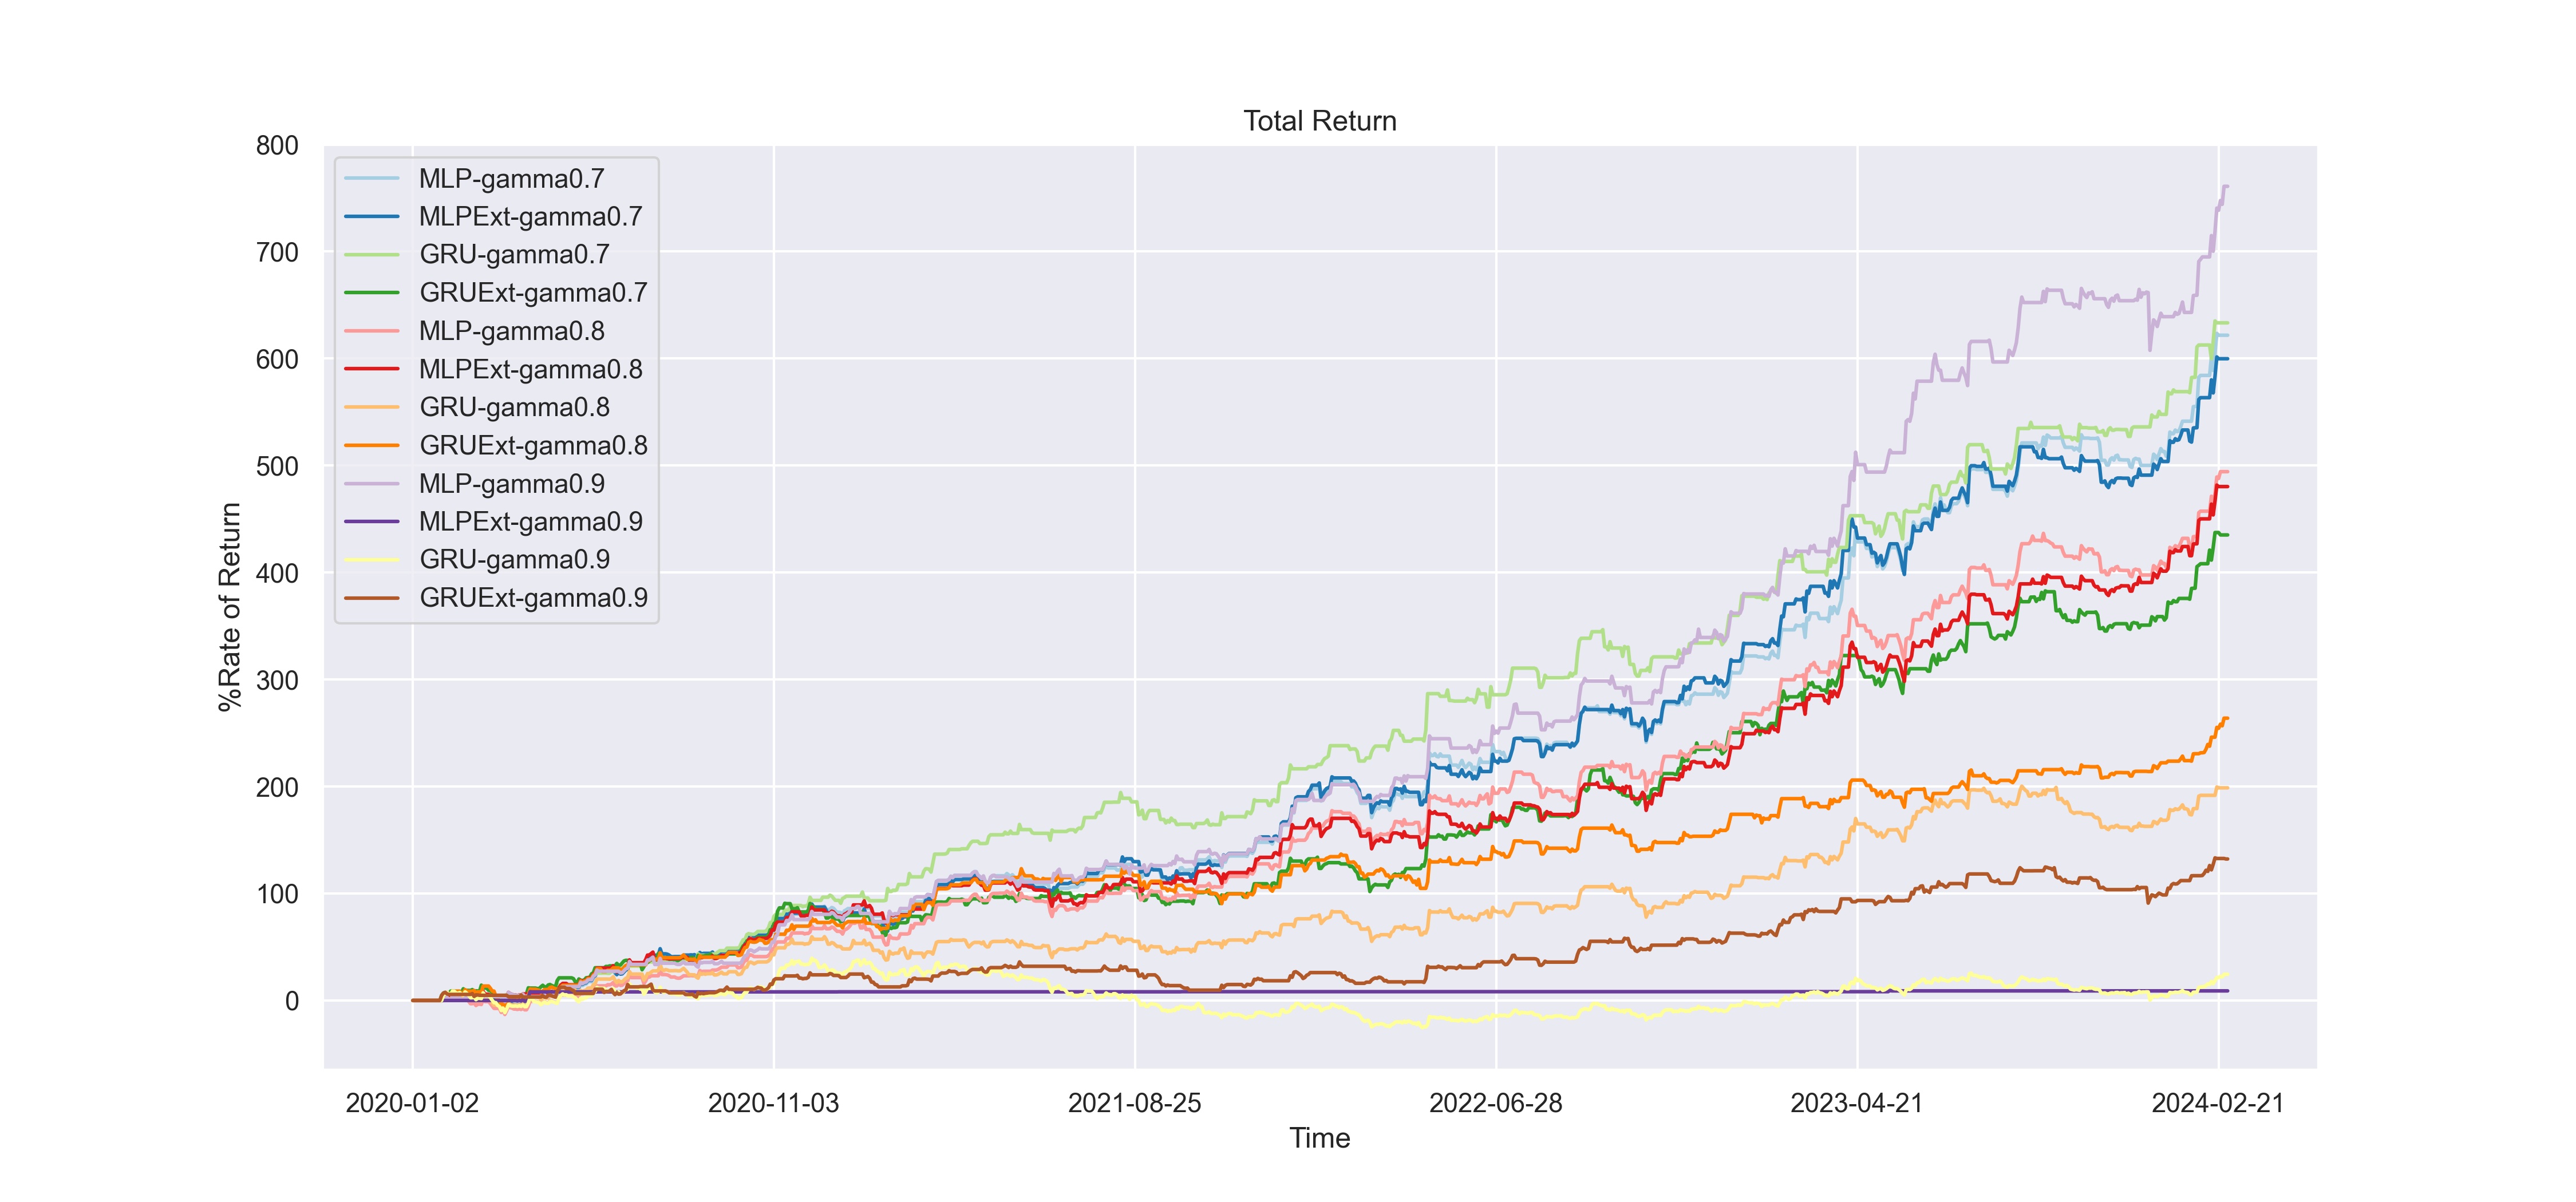 Total Return
800
700
600
500
400
300
200
100
0
%Rate of Return
MLP-gamma0.7
MLPExt-gamma0.7
GRU-gamma0.7
GRUExt-gamma0.7
MLP-gamma0.8
MLPExt-gamma0.8
GRU-gamma0.8
GRUExt-gamma0.8
MLP-gamma0.9
MLPExt-gamma0.9
GRU-gamma0.9
GRUExt-gamma0.9
2020-01-02 2020-11-03 2021-08-25 2022-06-28 2023-04-21 2024-02-21
Time